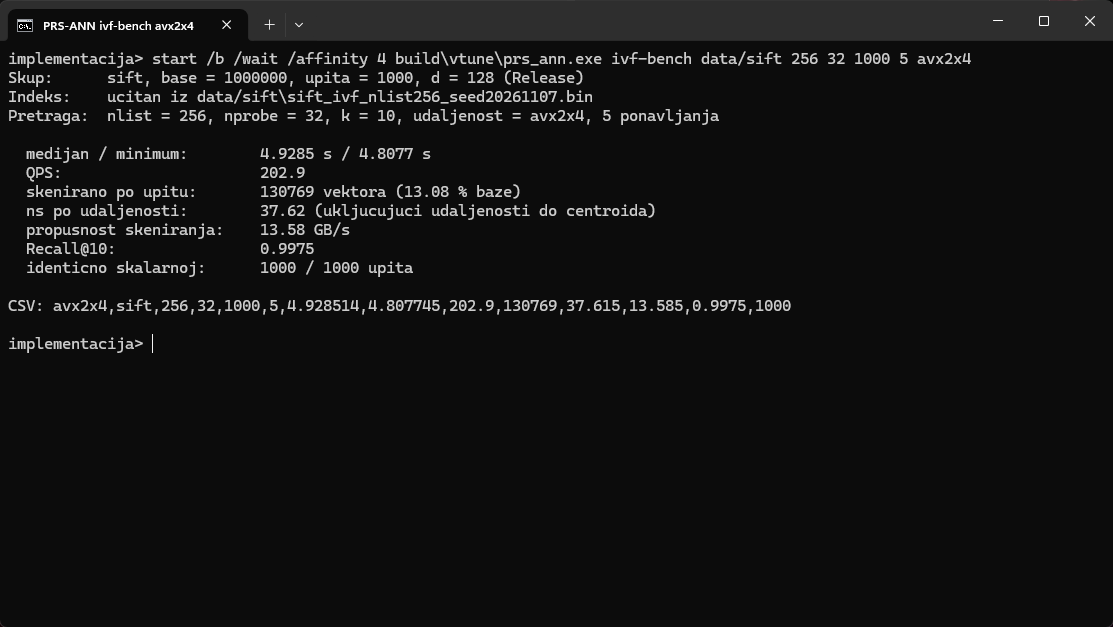 PRS-ANN ivf-bench avx2x4
implementacija> start /b /wait /affinity 4 build\vtune\prs_ann.exe ivf-bench data/sift 256 32 1000 5 avx2x4
Skup:      sift, base = 1000000, upita = 1000, d = 128 (Release)
Indeks:    ucitan iz data/sift\sift_ivf_nlist256_seed20261107.bin
Pretraga:  nlist = 256, nprobe = 32, k = 10, udaljenost = avx2x4, 5 ponavljanja
  medijan / minimum:        4.9285 s / 4.8077 s
  QPS:                      202.9
  skenirano po upitu:       130769 vektora (13.08 % baze)
  ns po udaljenosti:        37.62 (ukljucujuci udaljenosti do centroida)
  propusnost skeniranja:    13.58 GB/s
  Recall@10:                0.9975
  identicno skalarnoj:      1000 / 1000 upita
CSV: avx2x4,sift,256,32,1000,5,4.928514,4.807745,202.9,130769,37.615,13.585,0.9975,1000
implementacija>